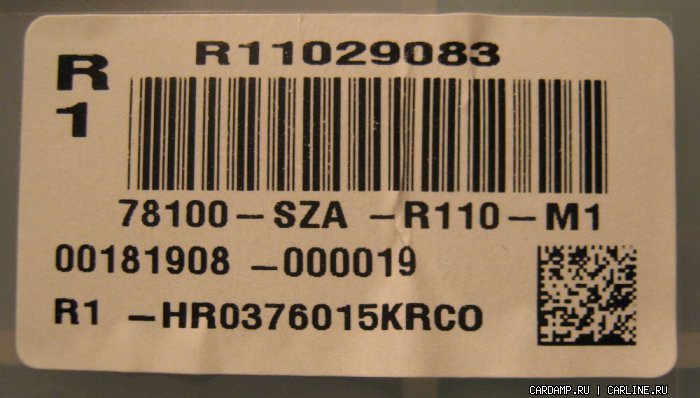 R11029083
R
1
78100-SZA -R110-M1
00181908 -000019
R1 -HR0376015KRCO
CARDAMP.RU | CARLINE.RU